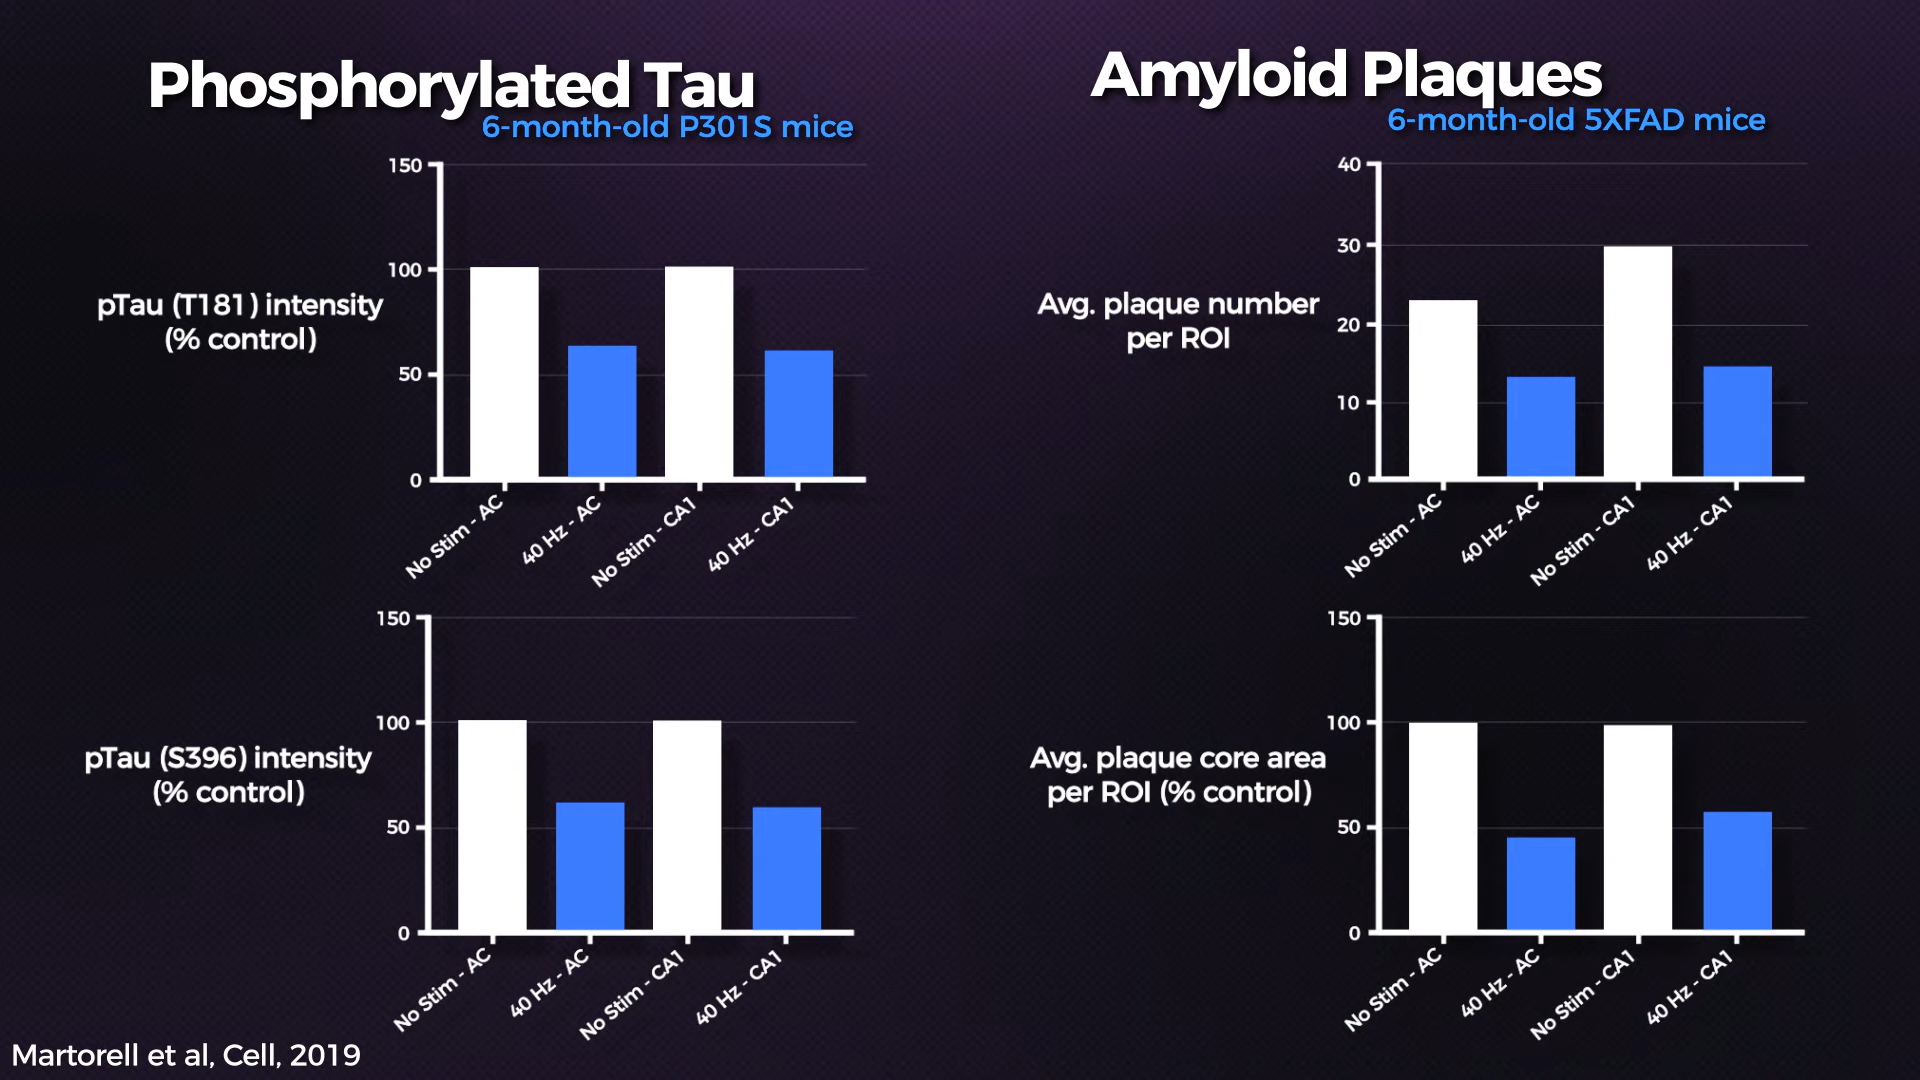 Phosphorylated Tau
6-month-old P301S mice
150
100
50
0
pTau (T181) intensity
(% control)
No Stim - AC
40 Hz - AC
No Stim - CA1
40 Hz - CA1
150
100
50
0
pTau (S396) intensity
(% control)
No Stim - AC
40 Hz - AC
No Stim - CA1
40 Hz - CA1
Amyloid Plaques
6-month-old 5XFAD mice
40
30
20
10
0
Avg. plaque number
per ROI
No Stim - AC
40 Hz - AC
No Stim - CA1
40 Hz - CA1
150
100
50
0
Avg. plaque core area
per ROI (% control)
No Stim - AC
40 Hz - AC
No Stim - CA1
40 Hz - CA1
Martorell et al, Cell, 2019